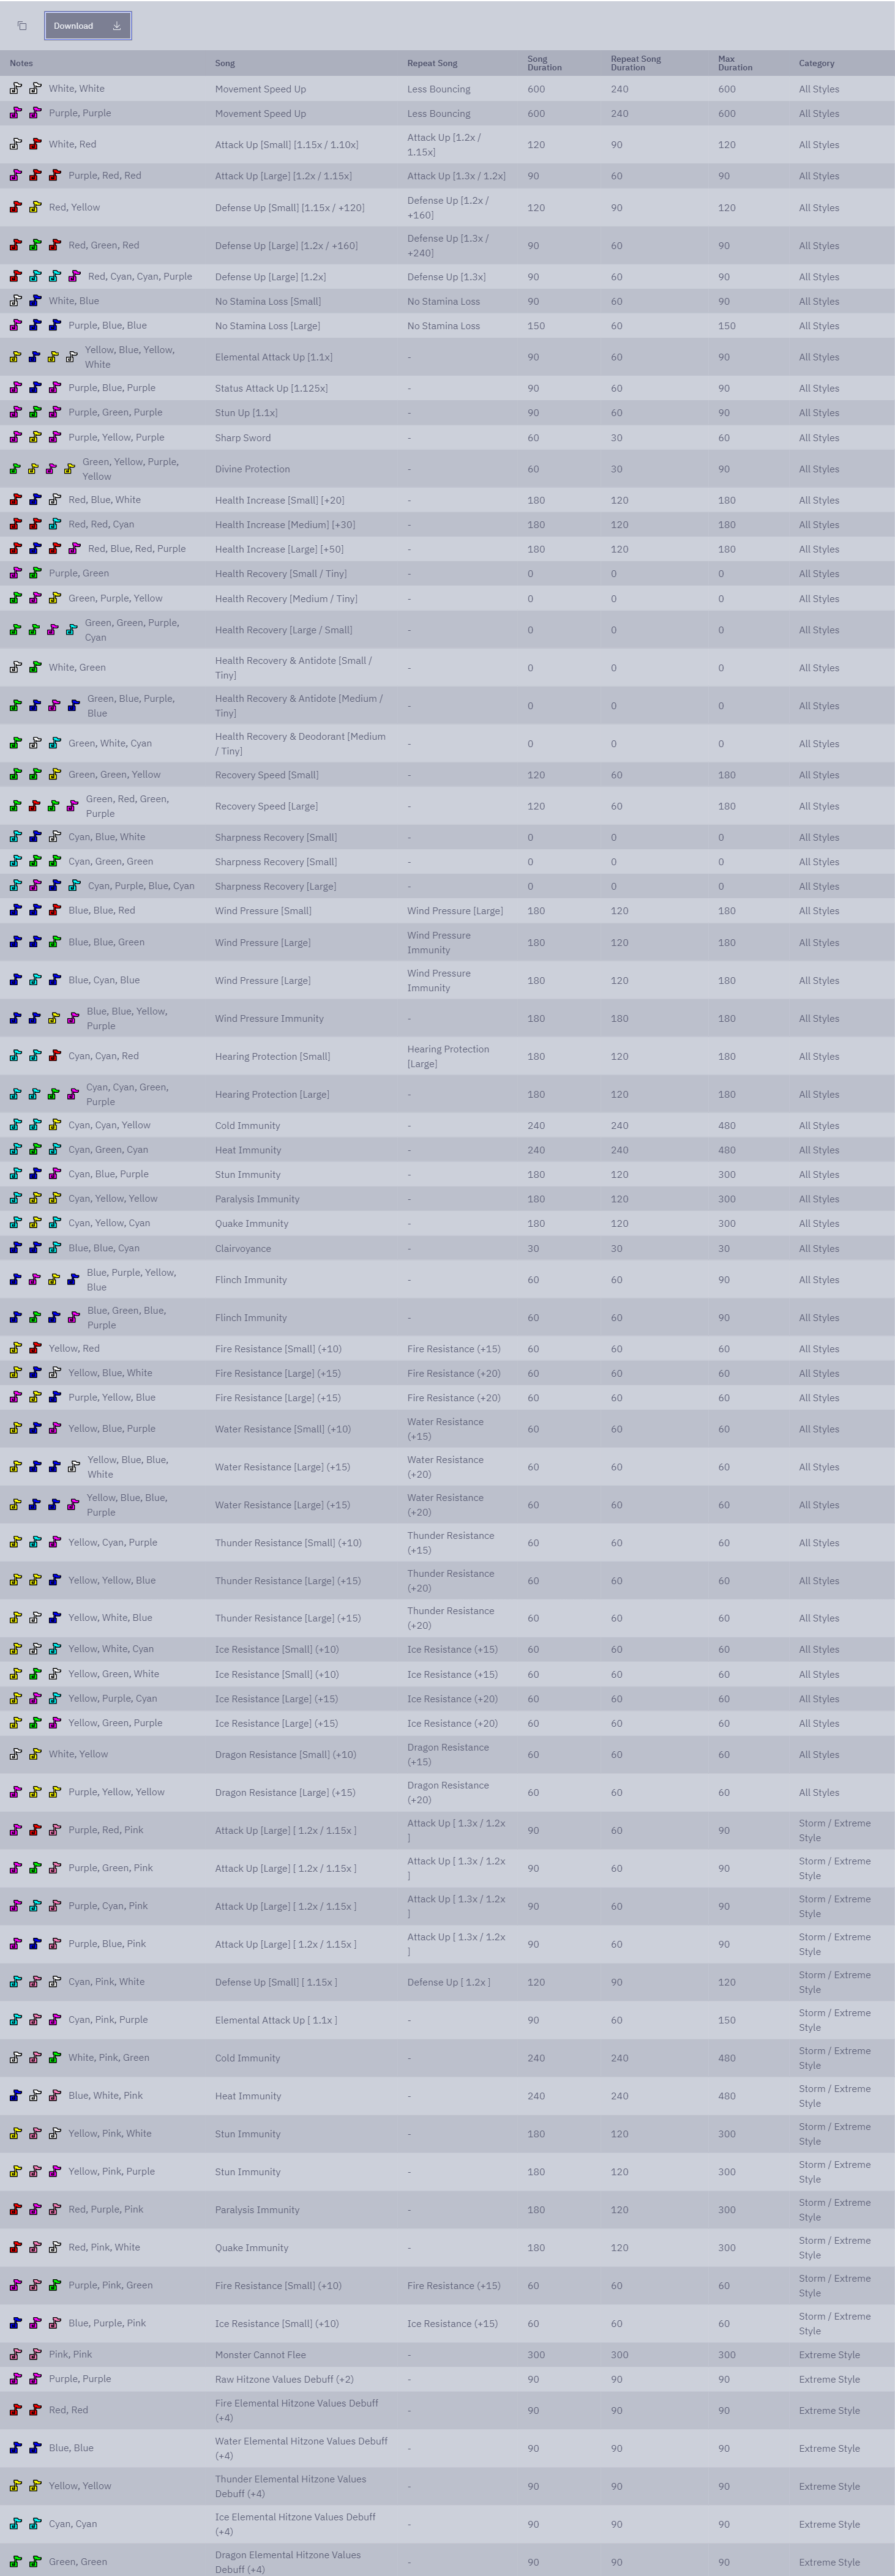 Download
Notes Song Repeat Song Song Duration Repeat Song Duration Max Duration Category
White, White Movement Speed Up Less Bouncing 600 240 600 All Styles
Purple, Purple Movement Speed Up Less Bouncing 600 240 600 All Styles
White, Red Attack Up [Small] [1.15x / 1.10x] Attack Up [1.2x / 1.15x] 120 90 120 All Styles
Purple, Red, Red Attack Up [Large] [1.2x / 1.15x] Attack Up [1.3x / 1.2x] 90 60 90 All Styles
Red, Yellow Defense Up [Small] [1.15x / +120] Defense Up [1.2x / +160] 120 90 120 All Styles
Red, Green, Red Defense Up [Large] [1.2x / +160] Defense Up [1.3x / +240] 90 60 90 All Styles
Red, Cyan, Cyan, Purple Defense Up [Large] [1.2x] Defense Up [1.3x] 90 60 90 All Styles
White, Blue No Stamina Loss [Small] No Stamina Loss 90 60 90 All Styles
Purple, Blue, Blue No Stamina Loss [Large] No Stamina Loss 150 60 150 All Styles
Yellow, Blue, Yellow, White Elemental Attack Up [1.1x] - 90 60 90 All Styles
Purple, Blue, Purple Status Attack Up [1.125x] - 90 60 90 All Styles
Purple, Green, Purple Stun Up [1.1x] - 90 60 90 All Styles
Purple, Yellow, Purple Sharp Sword - 60 30 60 All Styles
Green, Yellow, Purple, Yellow Divine Protection - 60 30 90 All Styles
Red, Blue, White Health Increase [Small] [+20] - 180 120 180 All Styles
Red, Red, Cyan Health Increase [Medium] [+30] - 180 120 180 All Styles
Red, Blue, Red, Purple Health Increase [Large] [+50] - 180 120 180 All Styles
Purple, Green Health Recovery [Small / Tiny] - 0 0 0 All Styles
Green, Purple, Yellow Health Recovery [Medium / Tiny] - 0 0 0 All Styles
Green, Green, Purple, Cyan Health Recovery [Large / Small] - 0 0 0 All Styles
White, Green Health Recovery & Antidote [Small / Tiny] - 0 0 0 All Styles
Green, Blue, Purple, Blue Health Recovery & Antidote [Medium / Tiny] - 0 0 0 All Styles
Green, White, Cyan Health Recovery & Deodorant [Medium / Tiny] - 0 0 0 All Styles
Green, Green, Yellow Recovery Speed [Small] - 120 60 180 All Styles
Green, Red, Green, Purple Recovery Speed [Large] - 120 60 180 All Styles
Cyan, Blue, White Sharpness Recovery [Small] - 0 0 0 All Styles
Cyan, Green, Green Sharpness Recovery [Small] - 0 0 0 All Styles
Cyan, Purple, Blue, Cyan Sharpness Recovery [Large] - 0 0 0 All Styles
Blue, Blue, Red Wind Pressure [Small] Wind Pressure [Large] 180 120 180 All Styles
Blue, Blue, Green Wind Pressure [Large] Wind Pressure Immunity 180 120 180 All Styles
Blue, Cyan, Blue Wind Pressure [Large] Wind Pressure Immunity 180 120 180 All Styles
Blue, Blue, Yellow, Purple Wind Pressure Immunity - 180 180 180 All Styles
Cyan, Cyan, Red Hearing Protection [Small] Hearing Protection [Large] 180 120 180 All Styles
Cyan, Cyan, Green, Purple Hearing Protection [Large] - 180 120 180 All Styles
Cyan, Cyan, Yellow Cold Immunity - 240 240 480 All Styles
Cyan, Green, Cyan Heat Immunity - 240 240 480 All Styles
Cyan, Blue, Purple Stun Immunity - 180 120 300 All Styles
Cyan, Yellow, Yellow Paralysis Immunity - 180 120 300 All Styles
Cyan, Yellow, Cyan Quake Immunity - 180 120 300 All Styles
Blue, Blue, Cyan Clairvoyance - 30 30 30 All Styles
Blue, Purple, Yellow, Blue Flinch Immunity - 60 60 90 All Styles
Blue, Green, Blue, Purple Flinch Immunity - 60 60 90 All Styles
Yellow, Red Fire Resistance [Small] (+10) Fire Resistance (+15) 60 60 60 All Styles
Yellow, Blue, White Fire Resistance [Large] (+15) Fire Resistance (+20) 60 60 60 All Styles
Purple, Yellow, Blue Fire Resistance [Large] (+15) Fire Resistance (+20) 60 60 60 All Styles
Yellow, Blue, Purple Water Resistance [Small] (+10) Water Resistance (+15) 60 60 60 All Styles
Yellow, Blue, Blue, White Water Resistance [Large] (+15) Water Resistance (+20) 60 60 60 All Styles
Yellow, Blue, Blue, Purple Water Resistance [Large] (+15) Water Resistance (+20) 60 60 60 All Styles
Yellow, Cyan, Purple Thunder Resistance [Small] (+10) Thunder Resistance (+15) 60 60 60 All Styles
Yellow, Yellow, Blue Thunder Resistance [Large] (+15) Thunder Resistance (+20) 60 60 60 All Styles
Yellow, White, Blue Thunder Resistance [Large] (+15) Thunder Resistance (+20) 60 60 60 All Styles
Yellow, White, Cyan Ice Resistance [Small] (+10) Ice Resistance (+15) 60 60 60 All Styles
Yellow, Green, White Ice Resistance [Small] (+10) Ice Resistance (+15) 60 60 60 All Styles
Yellow, Purple, Cyan Ice Resistance [Large] (+15) Ice Resistance (+20) 60 60 60 All Styles
Yellow, Green, Purple Ice Resistance [Large] (+15) Ice Resistance (+20) 60 60 60 All Styles
White, Yellow Dragon Resistance [Small] (+10) Dragon Resistance (+15) 60 60 60 All Styles
Purple, Yellow, Yellow Dragon Resistance [Large] (+15) Dragon Resistance (+20) 60 60 60 All Styles
Purple, Red, Pink Attack Up [Large] [ 1.2x / 1.15x ] Attack Up [ 1.3x / 1.2x ] 90 60 90 Storm / Extreme Style
Purple, Green, Pink Attack Up [Large] [ 1.2x / 1.15x ] Attack Up [ 1.3x / 1.2x ] 90 60 90 Storm / Extreme Style
Purple, Cyan, Pink Attack Up [Large] [ 1.2x / 1.15x ] Attack Up [ 1.3x / 1.2x ] 90 60 90 Storm / Extreme Style
Purple, Blue, Pink Attack Up [Large] [ 1.2x / 1.15x ] Attack Up [ 1.3x / 1.2x ] 90 60 90 Storm / Extreme Style
Cyan, Pink, White Defense Up [Small] [ 1.15x ] Defense Up [ 1.2x ] 120 90 120 Storm / Extreme Style
Cyan, Pink, Purple Elemental Attack Up [ 1.1x ] - 90 60 150 Storm / Extreme Style
White, Pink, Green Cold Immunity - 240 240 480 Storm / Extreme Style
Blue, White, Pink Heat Immunity - 240 240 480 Storm / Extreme Style
Yellow, Pink, White Stun Immunity - 180 120 300 Storm / Extreme Style
Yellow, Pink, Purple Stun Immunity - 180 120 300 Storm / Extreme Style
Red, Purple, Pink Paralysis Immunity - 180 120 300 Storm / Extreme Style
Red, Pink, White Quake Immunity - 180 120 300 Storm / Extreme Style
Purple, Pink, Green Fire Resistance [Small] (+10) Fire Resistance (+15) 60 60 60 Storm / Extreme Style
Blue, Purple, Pink Ice Resistance [Small] (+10) Ice Resistance (+15) 60 60 60 Storm / Extreme Style
Pink, Pink Monster Cannot Flee - 300 300 300 Extreme Style
Purple, Purple Raw Hitzone Values Debuff (+2) - 90 90 90 Extreme Style
Red, Red Fire Elemental Hitzone Values Debuff (+4) - 90 90 90 Extreme Style
Blue, Blue Water Elemental Hitzone Values Debuff (+4) - 90 90 90 Extreme Style
Yellow, Yellow Thunder Elemental Hitzone Values Debuff (+4) - 90 90 90 Extreme Style
Cyan, Cyan Ice Elemental Hitzone Values Debuff (+4) - 90 90 90 Extreme Style
Green, Green Dragon Elemental Hitzone Values Debuff (+4) - 90 90 90 Extreme Style